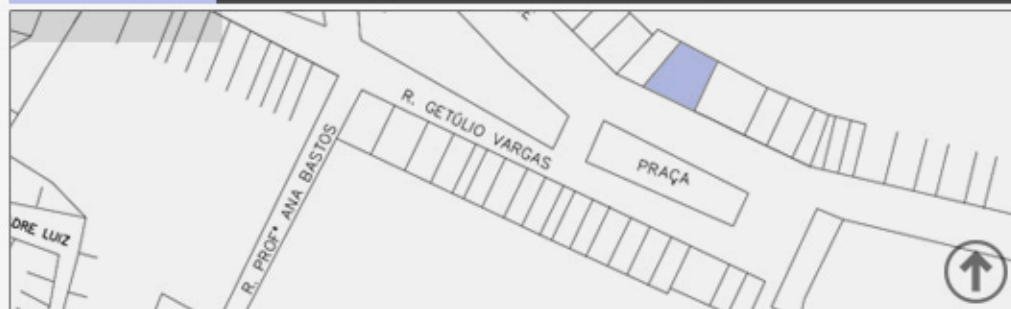 R. GETÚLIO VARGAS
PRAÇA
R. PROFª ANA BASTOS
DRE LUIZ